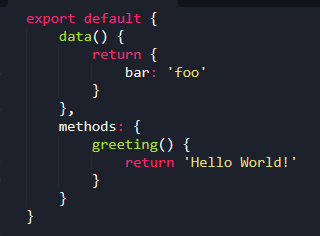 export default {
    data() {
        return {
            bar: 'foo'
        }
    },
    methods: {
        greeting() {
            return 'Hello World!'
        }
    }
}